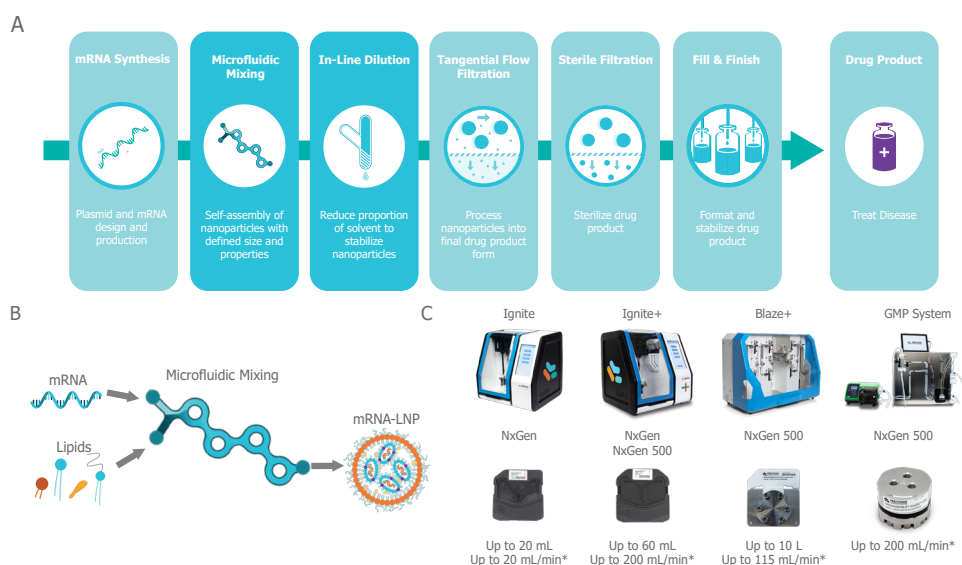 A
mRNA Synthesis
Plasmid and mRNA
design and
production
Microfluidic
Mixing
Self-assembly of
nanoparticles with
defined size and
properties
In-Line Dilution
Reduce proportion
of solvent to
stabilize
nanoparticles
Tangential Flow
Filtration
Process
nanoparticles into
final drug product
form
Sterile Filtration
Sterilize drug
product
Fill & Finish
Format and
stabilize drug
product
Drug Product
Treat Disease
B
mRNA
Lipids
Microfluidic Mixing
mRNA-LNP
C
Ignite
Ignite+
Blaze+
GMP System
NxGen
NxGen
NxGen 500
NxGen 500
NxGen 500
Up to 20 mL
Up to 20 mL/min*
Up to 60 mL
Up to 200 mL/min*
Up to 10 L
Up to 115 mL/min*
Up to 200 mL/min*